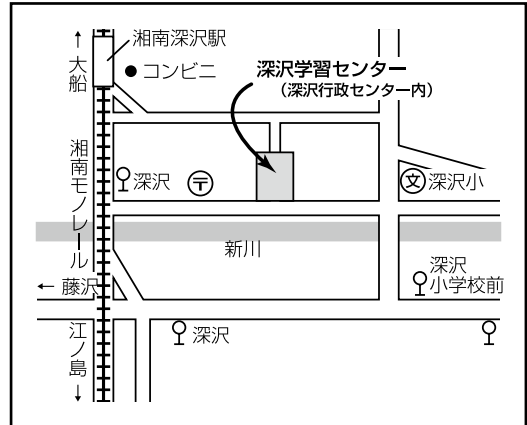 湘南深沢駅
大船
コンビニ
深沢学習センター
（深沢行政センター内）
湘南モノレール
深沢
〒
文
深沢小
新川
藤沢
深沢
小学校前
江ノ島
深沢